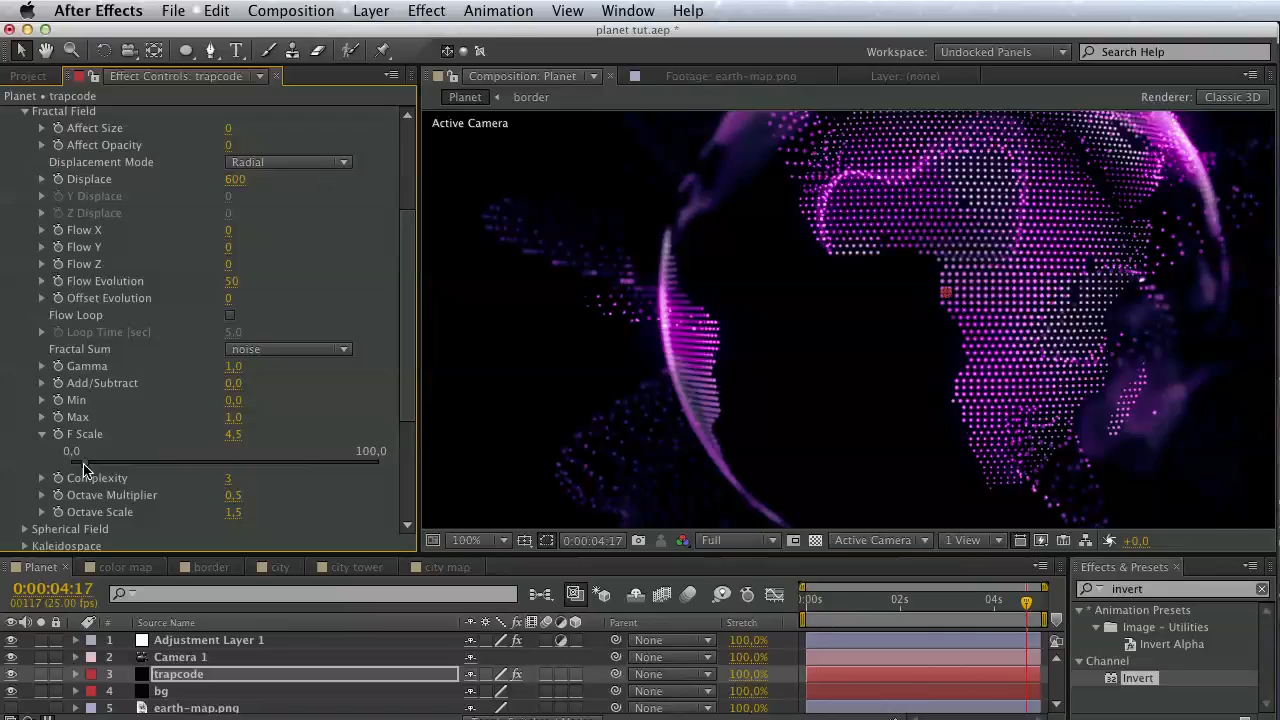 After Effects File Edit Composition Layer Effect Animation View Window Help
planet tut.aep *
Workspace: Undocked Panels Search Help
Project Effect Controls: trapcode Composition: Planet Footage: earth-map.png Layer: (none)
Planet • trapcode
Planet border Renderer: Classic 3D
Fractal Field
Active Camera
Affect Size 0
Affect Opacity 0
Displacement Mode Radial
Displace 600
Y Displace 0
Z Displace 0
Flow X 0
Flow Y 0
Flow Z 0
Flow Evolution 50
Offset Evolution 0
Flow Loop
Loop Time [sec] 5,0
Fractal Sum noise
Gamma 1,0
Add/Subtract 0,0
Min 0,0
Max 1,0
F Scale 4,5
0,0 100,0
Complexity 3
Octave Multiplier 0,5
Octave Scale 1,5
Spherical Field
Kaleidospace
100% 0:00:04:17 Full Active Camera 1 View +0,0
Planet color map border city city tower city map Effects & Presets
0:00:04:17
00117 (25.00 fps)
invert
:00s 02s 04s
# Source Name Parent Stretch
* Animation Presets
Image – Utilities
Invert Alpha
Channel
Invert
1 Adjustment Layer 1 fx None 100,0%
2 Camera 1 None 100,0%
3 trapcode fx None 100,0%
4 bg None 100,0%
5 earth-map.png None 100,0%